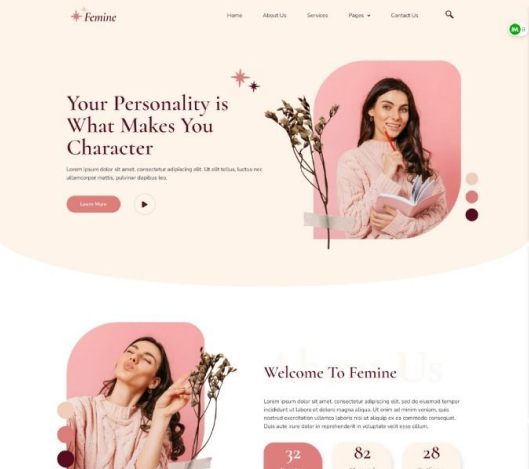 Femine
Home About Us Services Pages Contact Us
Your Personality is
What Makes You
Character
Lorem ipsum dolor sit amet, consectetur adipiscing elit. Ut elit tellus, luctus nec
ullamcorper mattis, pulvinar dapibus leo.
Learn More
About Us
Welcome To Femine
Lorem ipsum dolor sit amet, consectetur adipiscing elit, sed do eiusmod tempor
incididunt ut labore et dolore magna aliqua. Ut enim ad minim veniam, quis
nostrud exercitation ullamco laboris nisi ut aliquip ex ea commodo consequat.
Duis aute irure dolor in reprehenderit in voluptate velit esse cillum.
32 82 28